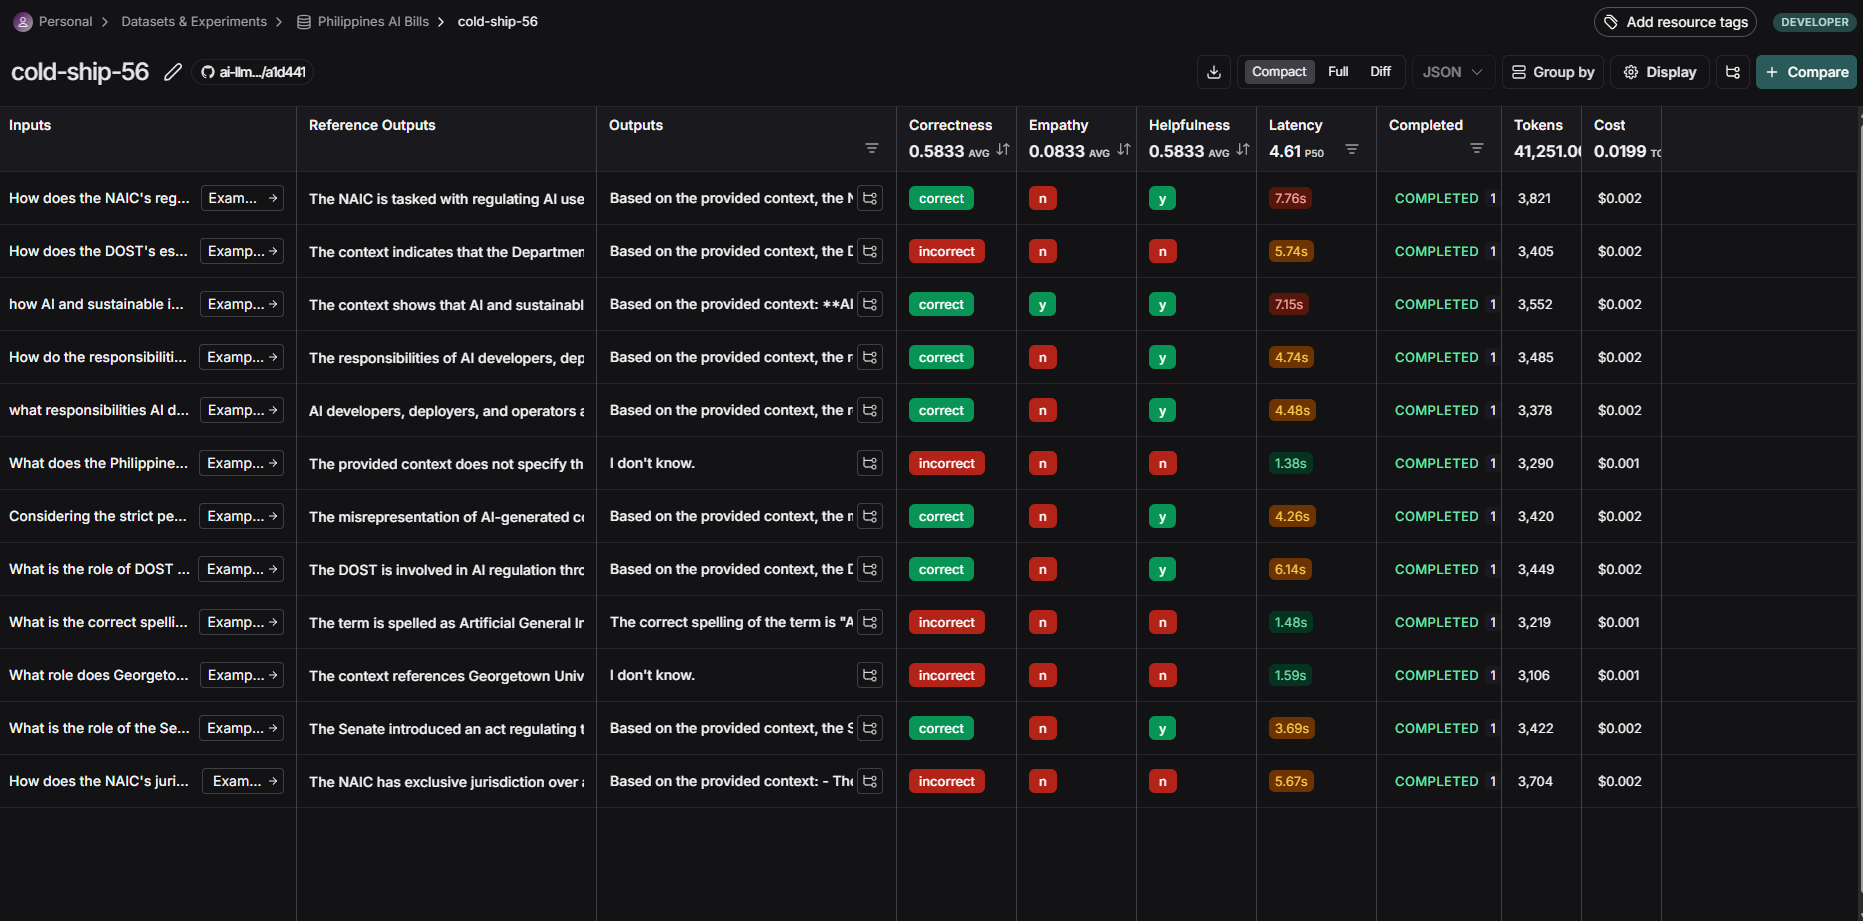 Personal > Datasets & Experiments > Philippines AI Bills > cold-ship-56
Add resource tags DEVELOPER
cold-ship-56 ai-llm.../a1d441
Compact Full Diff JSON Group by Display + Compare
Inputs Reference Outputs Outputs Correctness Empathy Helpfulness Latency Completed Tokens Cost
0.5833 AVG 0.0833 AVG 0.5833 AVG 4.61 P50 41,251.00 0.0199
How does the NAIC's reg... Exam... → The NAIC is tasked with regulating AI use Based on the provided context, the correct n y 7.76s COMPLETED 1 3,821 $0.002
How does the DOST's es... Examp... → The context indicates that the Departmen Based on the provided context, the incorrect n n 5.74s COMPLETED 1 3,405 $0.002
how AI and sustainable i... Examp... → The context shows that AI and sustainabl Based on the provided context: **AI correct y y 7.15s COMPLETED 1 3,552 $0.002
How do the responsibiliti... Examp... → The responsibilities of AI developers, dep Based on the provided context, the r correct n y 4.74s COMPLETED 1 3,485 $0.002
what responsibilities AI d... Examp... → AI developers, deployers, and operators a Based on the provided context, the r correct n y 4.48s COMPLETED 1 3,378 $0.002
What does the Philippine... Examp... → The provided context does not specify th I don't know. incorrect n n 1.38s COMPLETED 1 3,290 $0.001
Considering the strict pe... Examp... → The misrepresentation of AI-generated co Based on the provided context, the correct n y 4.26s COMPLETED 1 3,420 $0.002
What is the role of DOST ... Examp... → The DOST is involved in AI regulation thro Based on the provided context, the correct n y 6.14s COMPLETED 1 3,449 $0.002
What is the correct spelli... Examp... → The term is spelled as Artificial General In The correct spelling of the term is "A incorrect n n 1.48s COMPLETED 1 3,219 $0.001
What role does Georgeto... Examp... → The context references Georgetown Univ I don't know. incorrect n n 1.59s COMPLETED 1 3,106 $0.001
What is the role of the Se... Examp... → The Senate introduced an act regulating t Based on the provided context, the S correct n y 3.69s COMPLETED 1 3,422 $0.002
How does the NAIC's juri... Exam... → The NAIC has exclusive jurisdiction over a Based on the provided context: - The incorrect n n 5.67s COMPLETED 1 3,704 $0.002